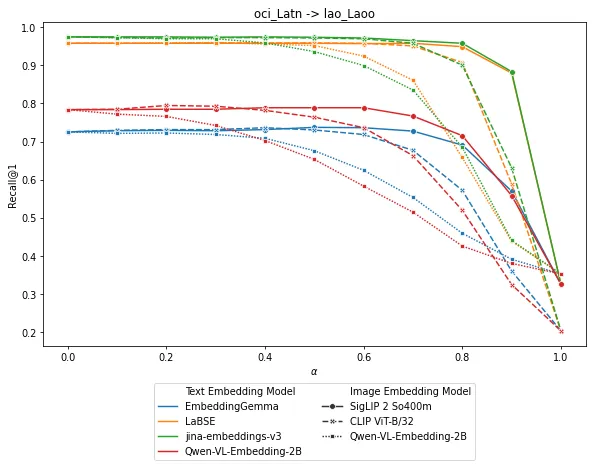 oci_Latn -> lao_Laoo
1.0
0.9
0.8
0.7
0.6
0.5
0.4
0.3
0.2
Recall@1
0.0 0.2 0.4 0.6 0.8 1.0
α
Text Embedding Model Image Embedding Model
EmbeddingGemma SigLIP 2 So400m
LaBSE CLIP ViT-B/32
jina-embeddings-v3 Qwen-VL-Embedding-2B
Qwen-VL-Embedding-2B